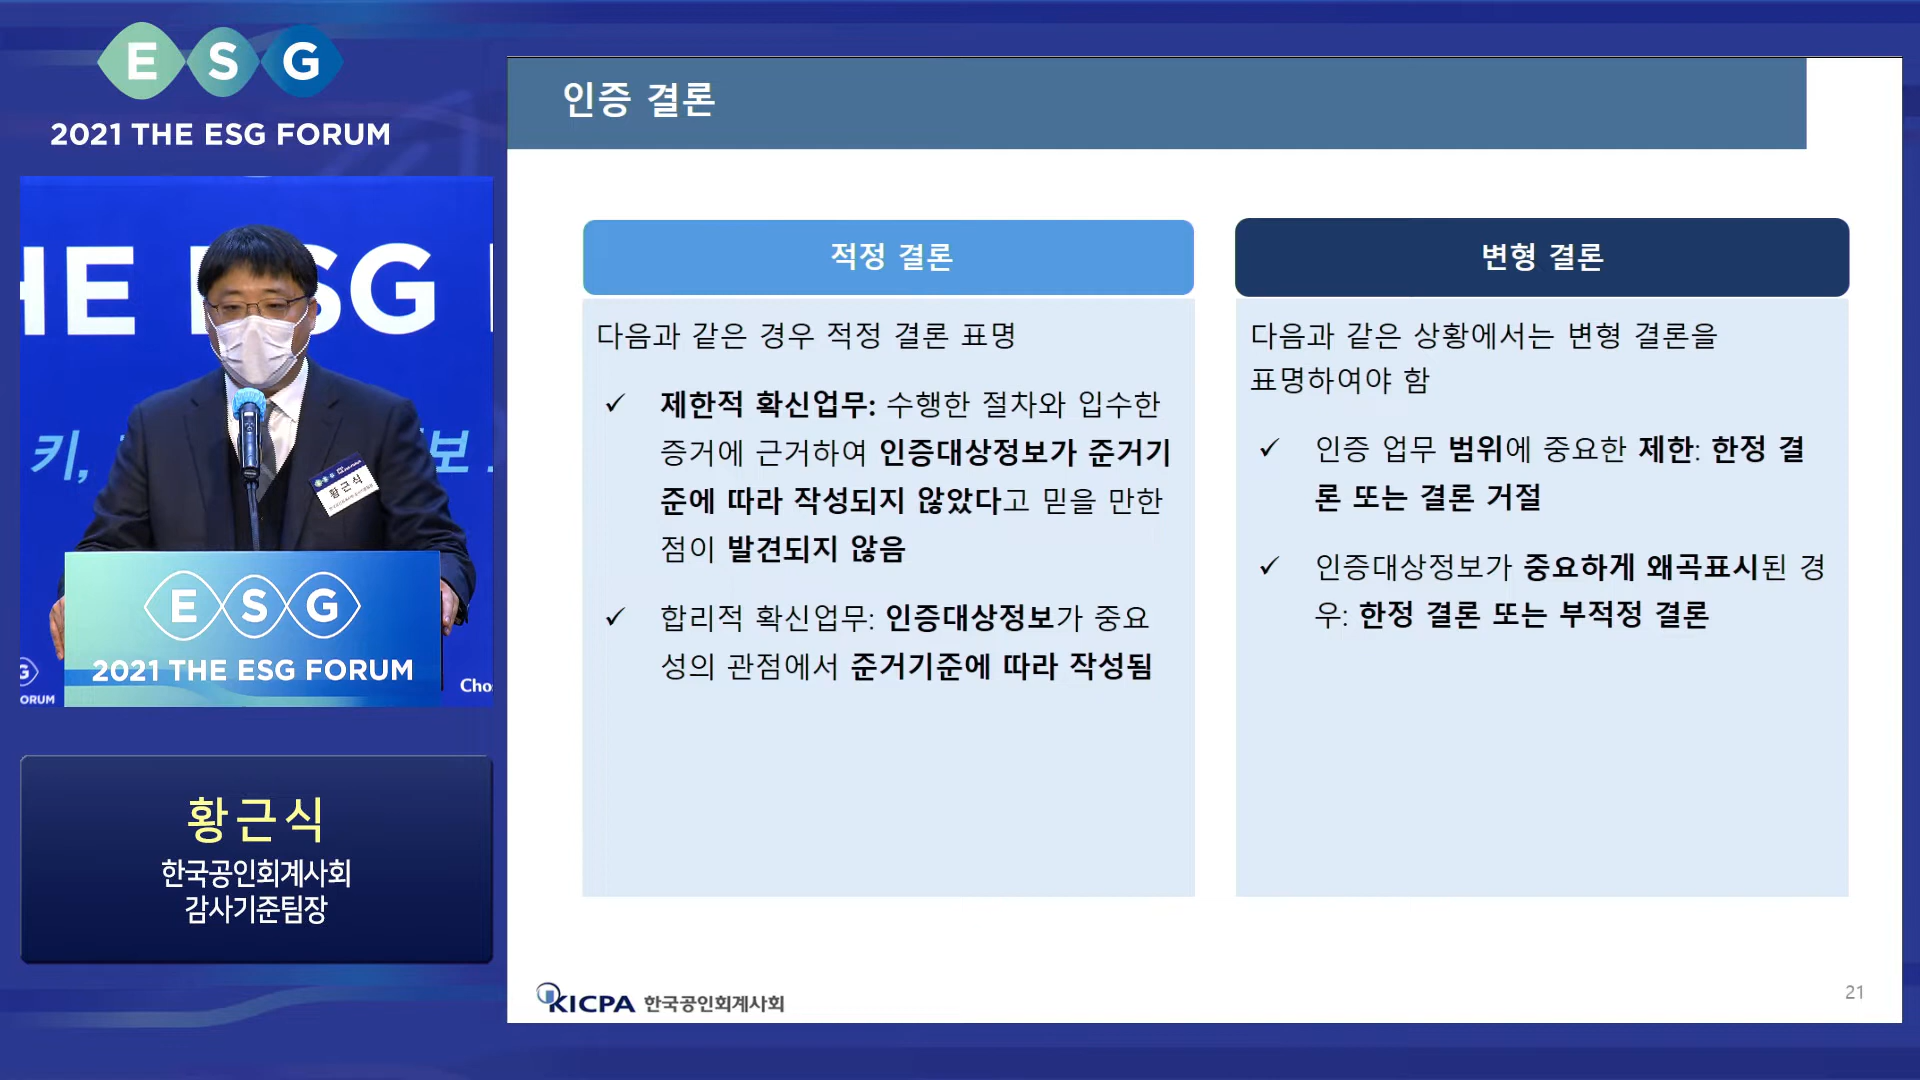 E S G
2021 THE ESG FORUM
HE ESG
키,
보
황근식
E S G
2021 THE ESG FORUM
G
ORUM
Cho
황근식
한국공인회계사회
감사기준팀장
인증 결론
적정 결론
다음과 같은 경우 적정 결론 표명
✓ 제한적 확신업무: 수행한 절차와 입수한
증거에 근거하여 인증대상정보가 준거기
준에 따라 작성되지 않았다고 믿을 만한
점이 발견되지 않음
✓ 합리적 확신업무: 인증대상정보가 중요
성의 관점에서 준거기준에 따라 작성됨
변형 결론
다음과 같은 상황에서는 변형 결론을
표명하여야 함
✓ 인증 업무 범위에 중요한 제한: 한정 결
론 또는 결론 거절
✓ 인증대상정보가 중요하게 왜곡표시된 경
우: 한정 결론 또는 부적정 결론
KICPA 한국공인회계사회
21